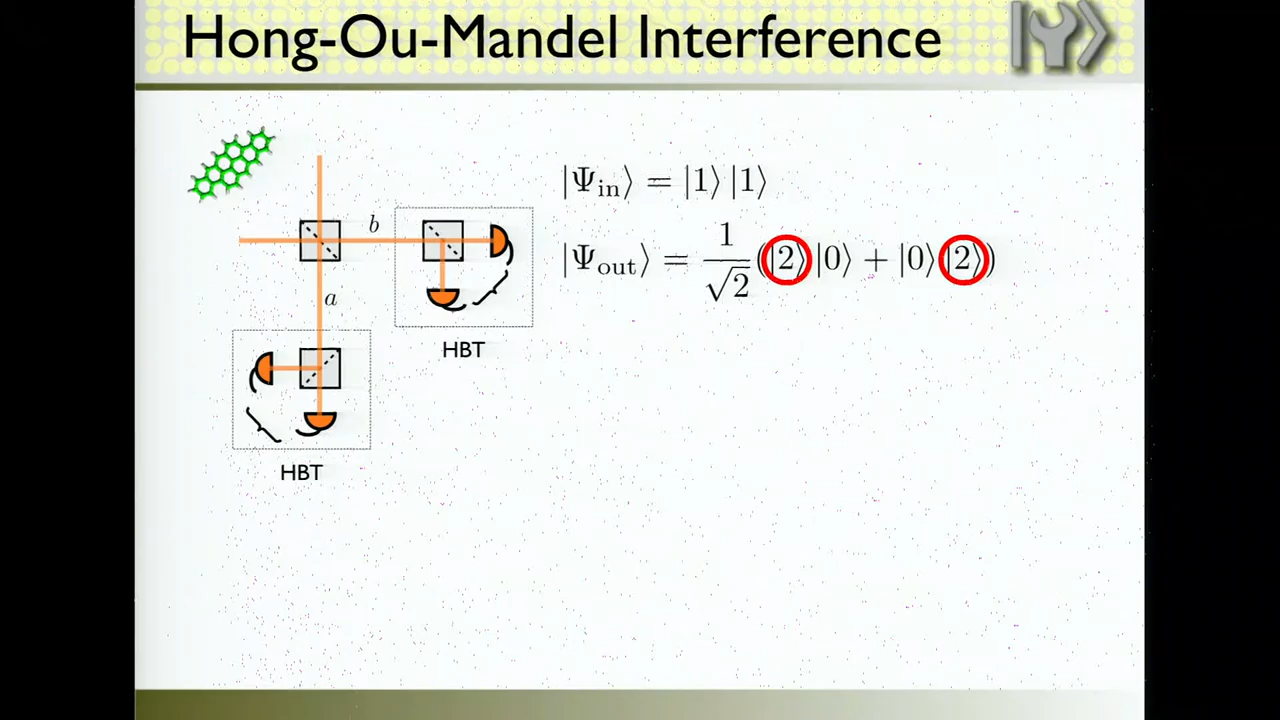 Hong-Ou-Mandel Interference
|Ψin⟩ = |1⟩ |1⟩
b
|Ψout⟩ = 1/√2 (|2⟩ |0⟩ + |0⟩ |2⟩)
a
HBT
HBT